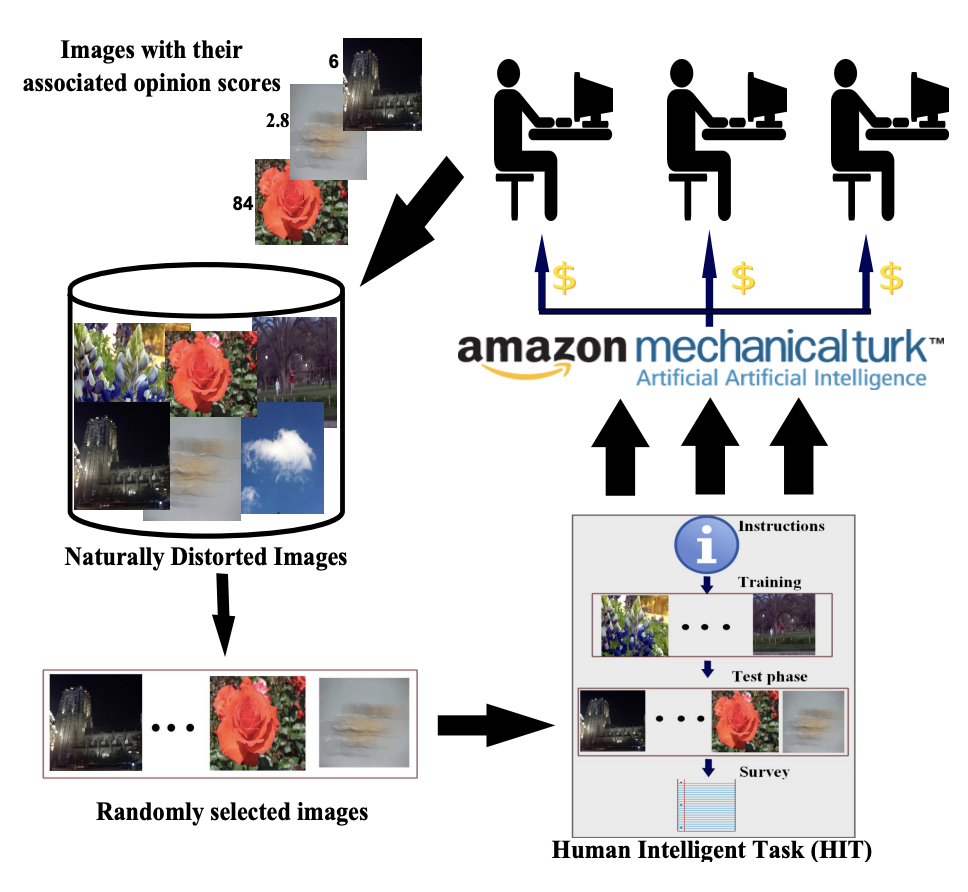 Images with their
associated opinion scores
6
2.8
84
$ $ $
amazon mechanical turk™
Artificial Artificial Intelligence
Naturally Distorted Images
Randomly selected images
i
Instructions
Training
Test phase
Survey
Human Intelligent Task (HIT)